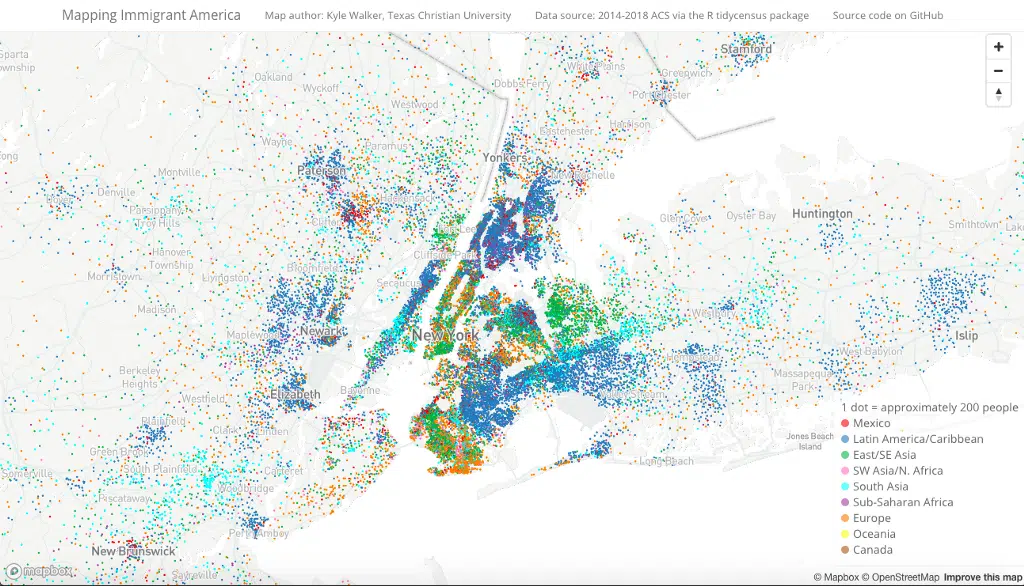 Mapping Immigrant America
Map author: Kyle Walker, Texas Christian University
Data source: 2014-2018 ACS via the R tidycensus package
Source code on GitHub
Stamford
Sparta
Township
Oakland
White Plains
Greenwich
Wyckoff
Dobbs Ferry
Port Chester
Westwood
Harrison
Eastchester
Wayne
Paramus
Yonkers
Montville
Paterson
New Rochelle
Denville
Dover
Hackensack
Parsippany
Troy Hills
Clifton
Glen Cove
Oyster Bay
Huntington
Smithtown
Lake
Fort Lee
Hanover
Township
Cliffside Park
Bloomfield
Morristown
Livingston
Secaucus
Madison
Newark
New York
Islip
West Babylon
Berkeley
Heights
Elizabeth
Bayonne
Massapequa
Park
Westfield
Plainfield
Clark
Linden
Green Brook
Jones Beach
Island
Long Beach
South Plainfield
Carteret
Somerville
Woodbridge
Piscataway
Perth Amboy
New Brunswick
Sayreville
1 dot = approximately 200 people
Mexico
Latin America/Caribbean
East/SE Asia
SW Asia/N. Africa
South Asia
Sub-Saharan Africa
Europe
Oceania
Canada
mapbox
© Mapbox © OpenStreetMap Improve this map